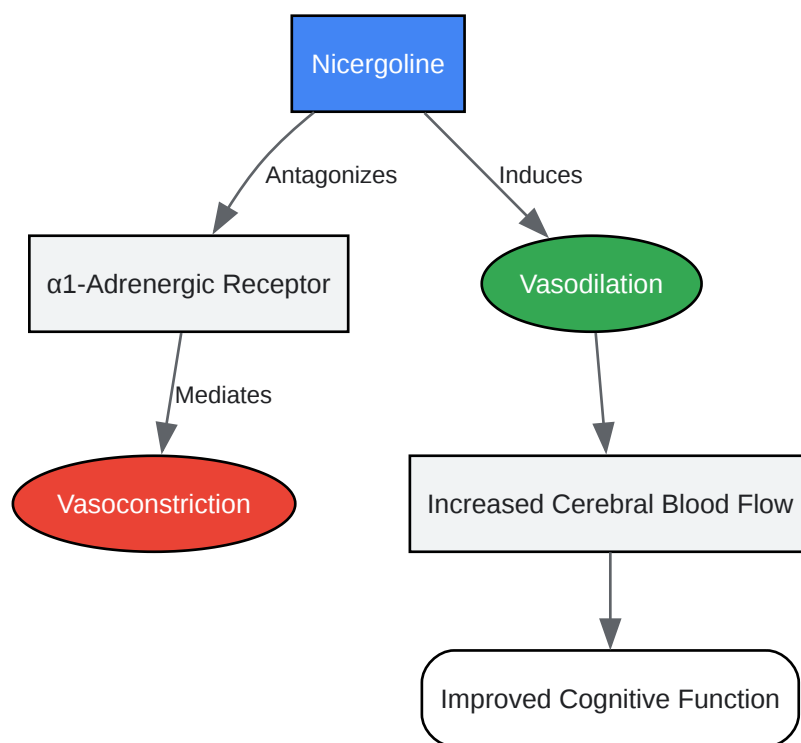 Nicergoline
Antagonizes
Induces
α1-Adrenergic Receptor
Vasodilation
Mediates
Vasoconstriction
Increased Cerebral Blood Flow
Improved Cognitive Function